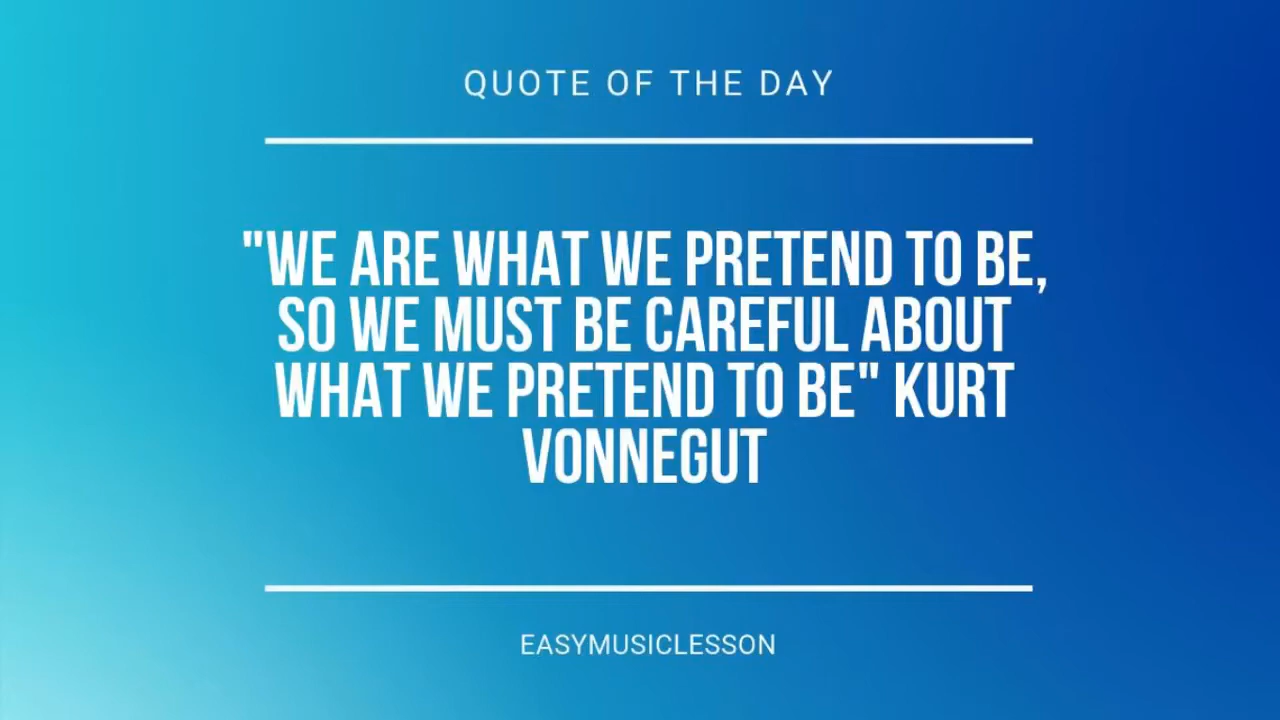 QUOTE OF THE DAY
"WE ARE WHAT WE PRETEND TO BE,
SO WE MUST BE CAREFUL ABOUT
WHAT WE PRETEND TO BE" KURT
VONNEGUT
EASYMUSICLESSON